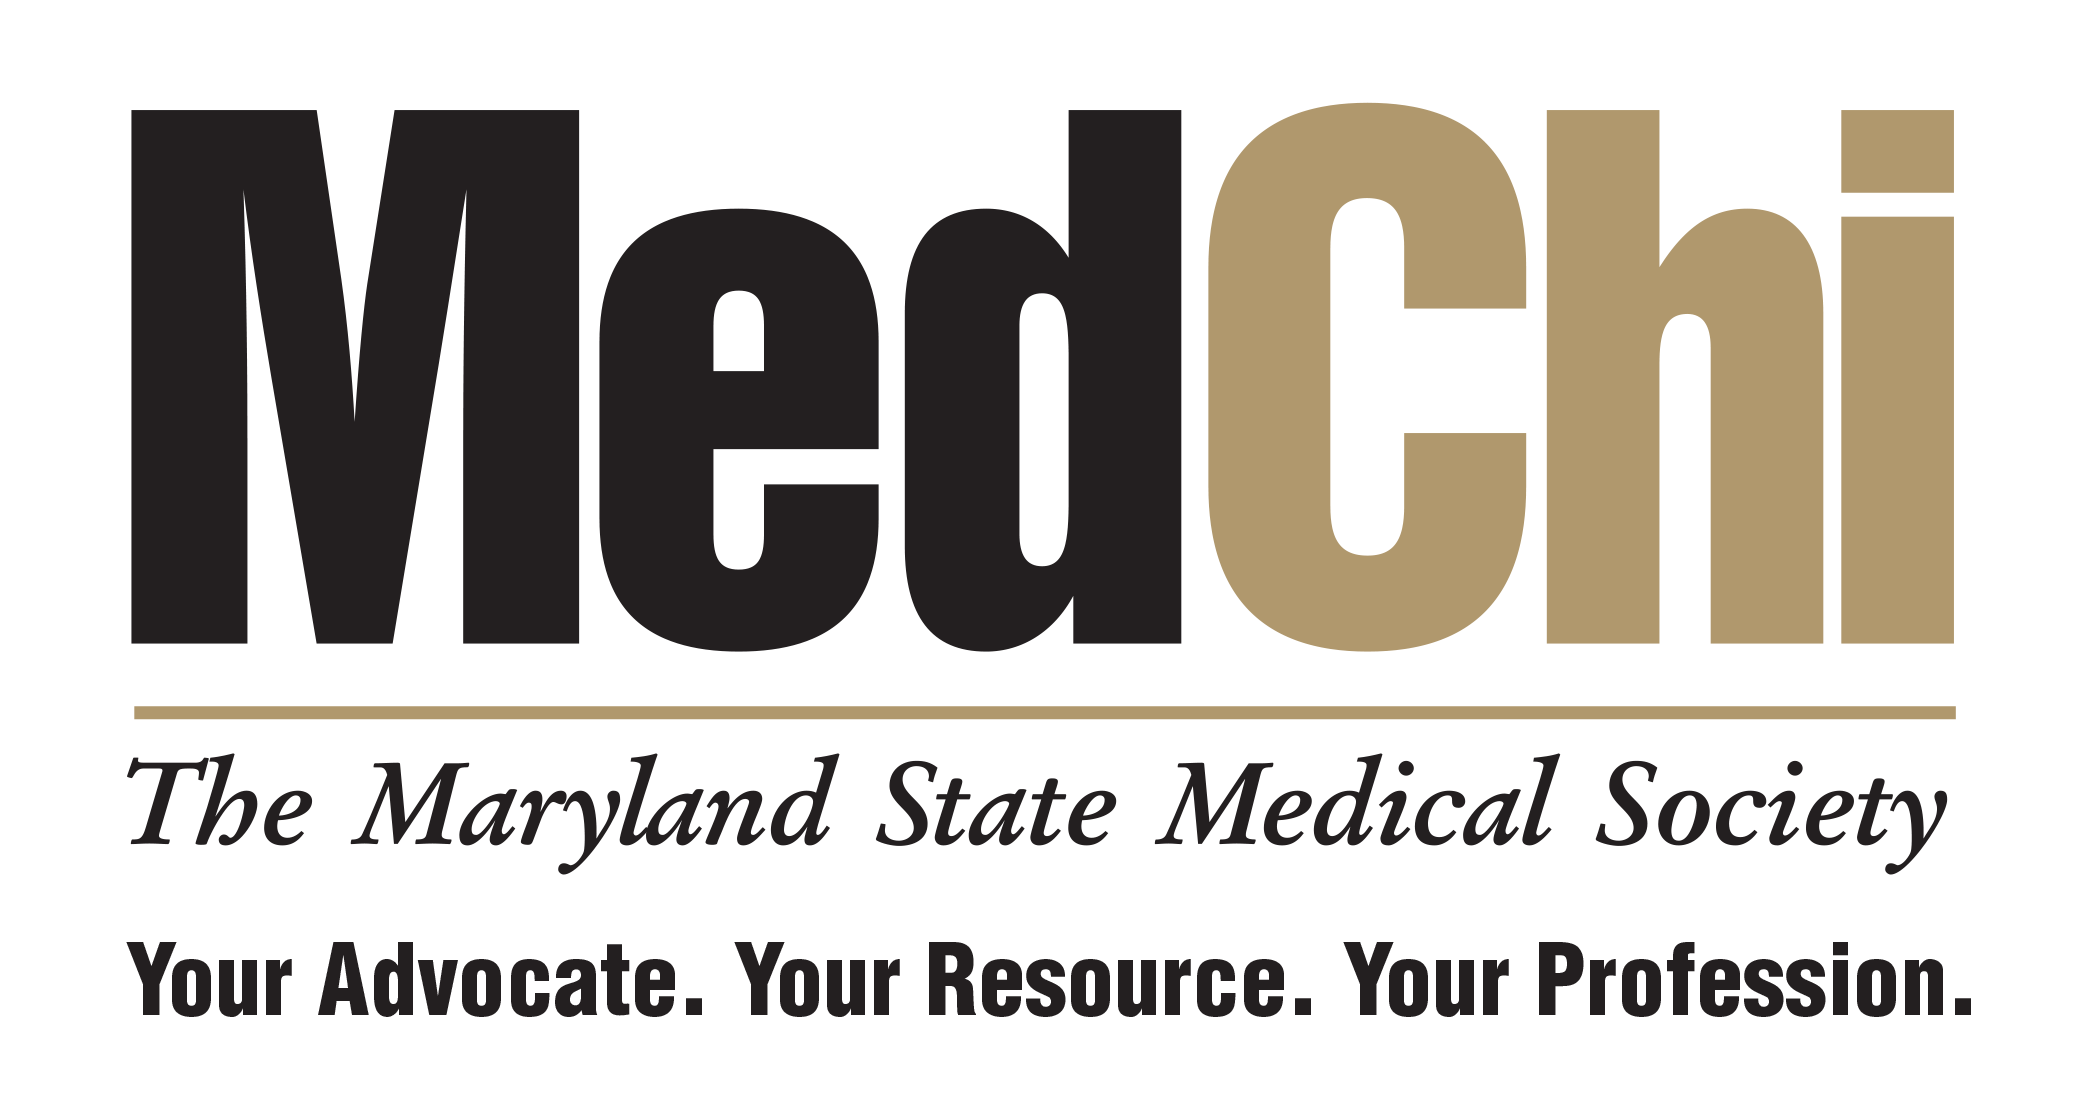 MedChi
The Maryland State Medical Society
Your Advocate. Your Resource. Your Profession.